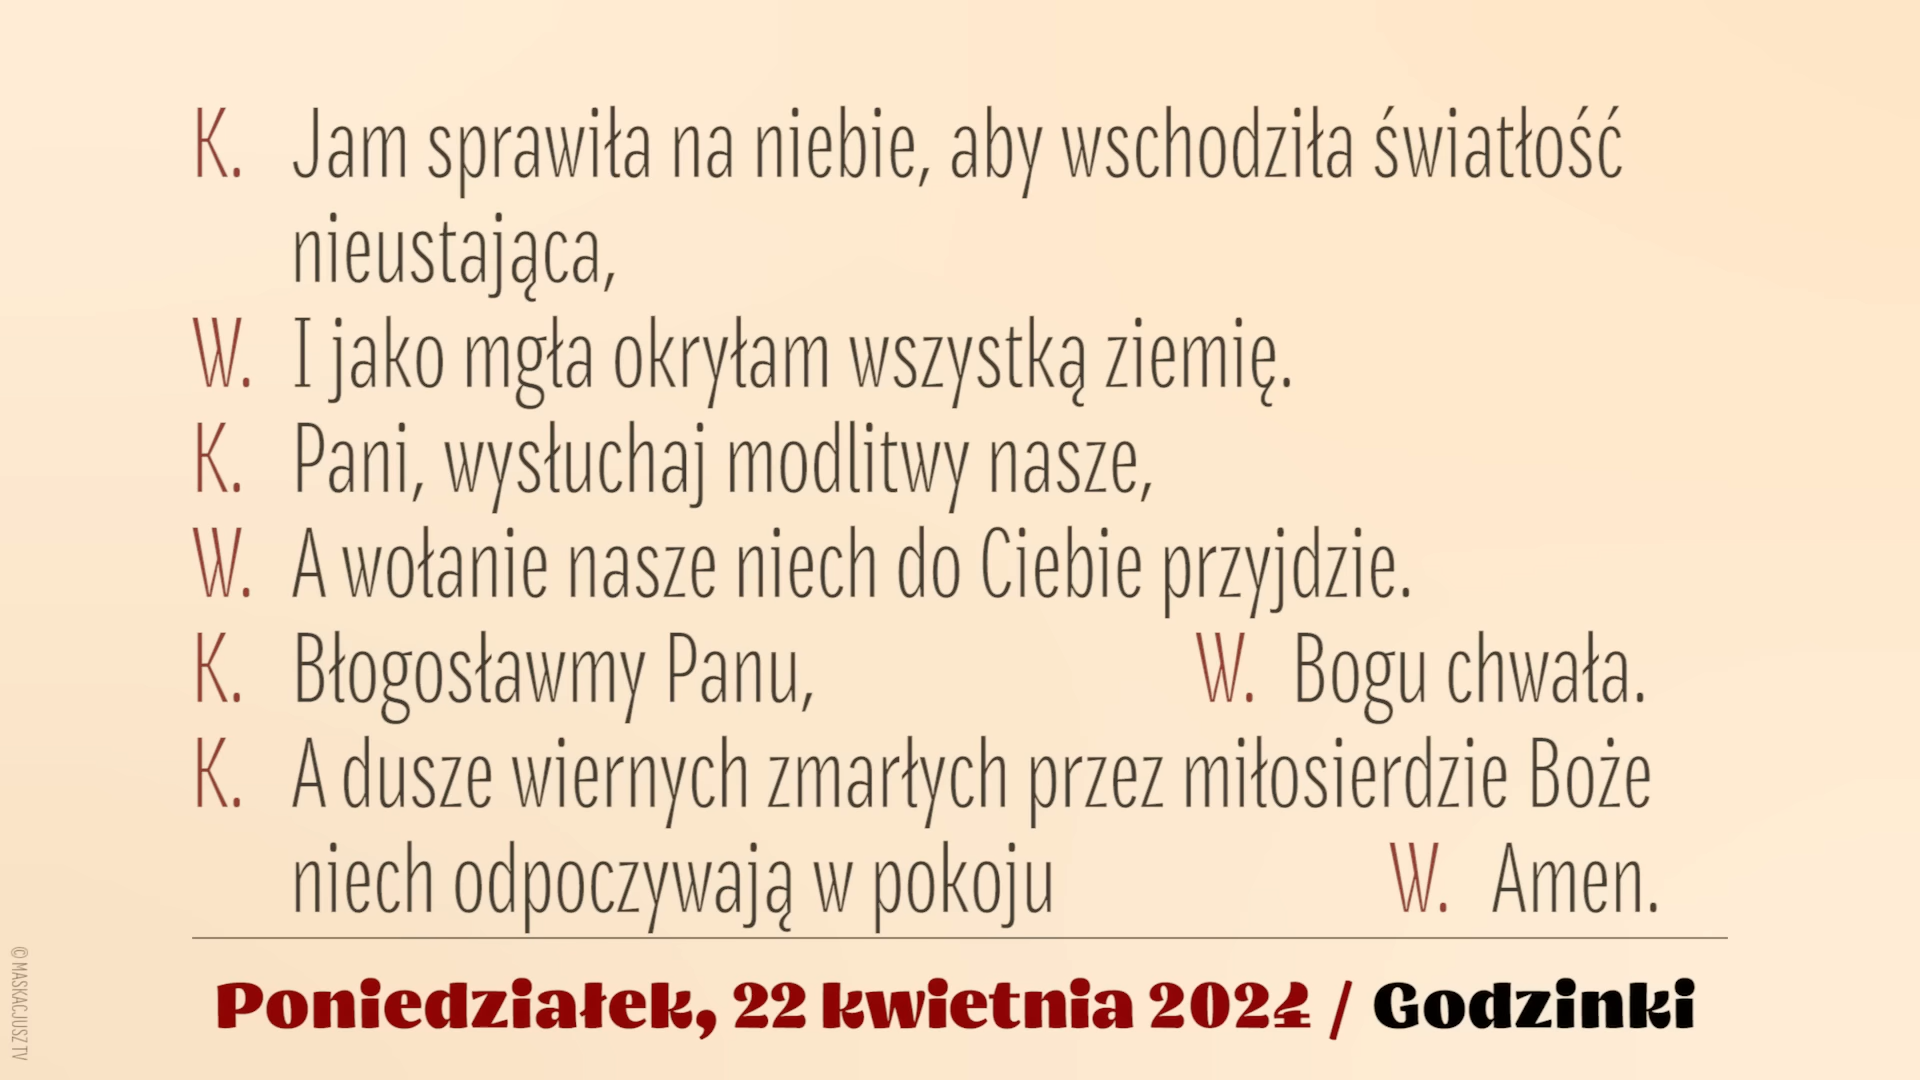 K. Jam sprawiła na niebie, aby wschodziła światłość
nieustająca,
W. I jako mgła okryłam wszystką ziemię.
K. Pani, wysłuchaj modlitwy nasze,
W. A wołanie nasze niech do Ciebie przyjdzie.
K. Błogosławmy Panu, W. Bogu chwała.
K. A dusze wiernych zmarłych przez miłosierdzie Boże
niech odpoczywają w pokoju W. Amen.
Poniedziałek, 22 kwietnia 2024 / Godzinki
© MASKACJUSZ TV